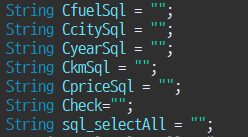 String CfuelSql = "";
String CcitySql = "";
String CyearSql = "";
String CkmSql = "";
String CpriceSql = "";
String Check="";
String sql_selectAll = "";